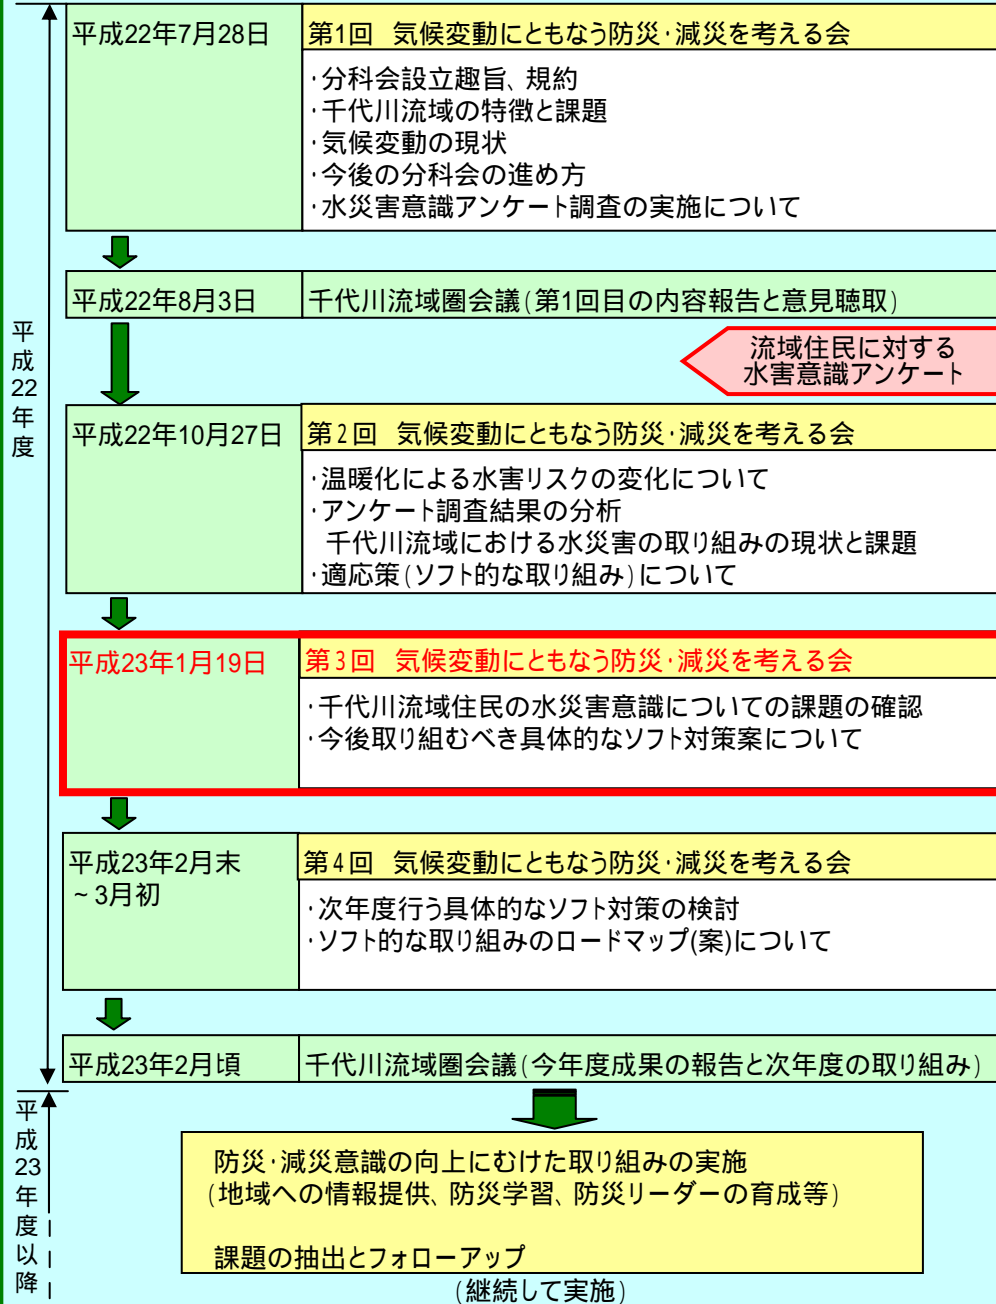 平成22年度
平成22年7月28日
第1回 気候変動にともなう防災・減災を考える会
・分科会設立趣旨、規約
・千代川流域の特徴と課題
・気候変動の現状
・今後の分科会の進め方
・水災害意識アンケート調査の実施について
平成22年8月3日
千代川流域圏会議(第1回目の内容報告と意見聴取)
流域住民に対する
水害意識アンケート
平成22年10月27日
第2回 気候変動にともなう防災・減災を考える会
・温暖化による水害リスクの変化について
・アンケート調査結果の分析
千代川流域における水災害の取り組みの現状と課題
・適応策(ソフト的な取り組み)について
平成23年1月19日
第3回 気候変動にともなう防災・減災を考える会
・千代川流域住民の水災害意識についての課題の確認
・今後取り組むべき具体的なソフト対策案について
平成23年2月末
~3月初
第4回 気候変動にともなう防災・減災を考える会
・次年度行う具体的なソフト対策の検討
・ソフト的な取り組みのロードマップ(案)について
平成23年2月頃
千代川流域圏会議(今年度成果の報告と次年度の取り組み)
平成23年度以降
防災・減災意識の向上にむけた取り組みの実施
(地域への情報提供、防災学習、防災リーダーの育成等)
課題の抽出とフォローアップ
(継続して実施)